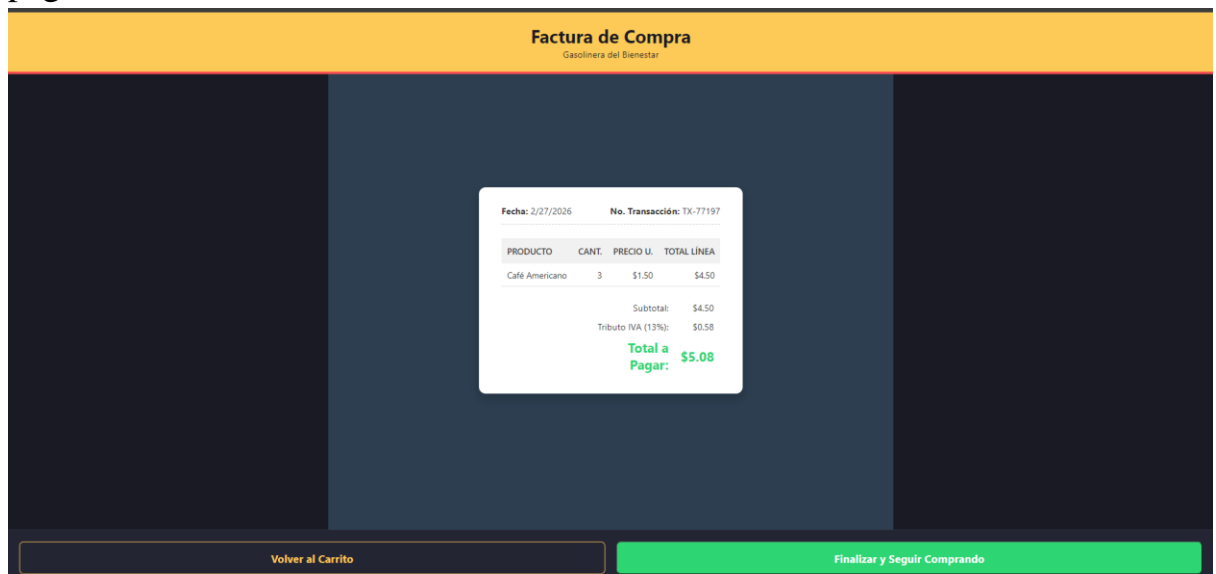 Factura de Compra
Gasolinera del Bienestar
Fecha: 2/27/2026 No. Transacción: TX-77197
PRODUCTO CANT. PRECIO U. TOTAL LÍNEA
Café Americano 3 $1.50 $4.50
Subtotal: $4.50
Tributo IVA (13%): $0.58
Total a
Pagar: $5.08
Volver al Carrito Finalizar y Seguir Comprando